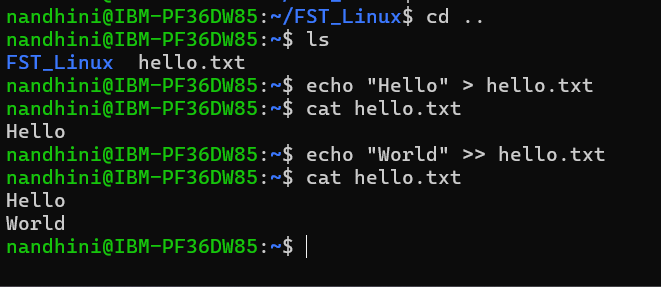 nandhini@IBM-PF36DW85:~/FST_Linux$ cd ..
nandhini@IBM-PF36DW85:~$ ls
FST_Linux  hello.txt
nandhini@IBM-PF36DW85:~$ echo "Hello" > hello.txt
nandhini@IBM-PF36DW85:~$ cat hello.txt
Hello
nandhini@IBM-PF36DW85:~$ echo "World" >> hello.txt
nandhini@IBM-PF36DW85:~$ cat hello.txt
Hello
World
nandhini@IBM-PF36DW85:~$